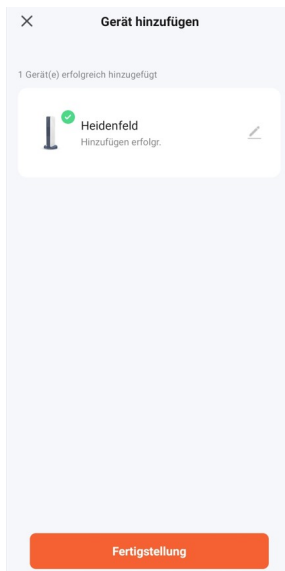 Gerät hinzufügen
1 Gerät(e) erfolgreich hinzugefügt
Heidenfeld
Hinzufügen erfolgr.
Fertigstellung